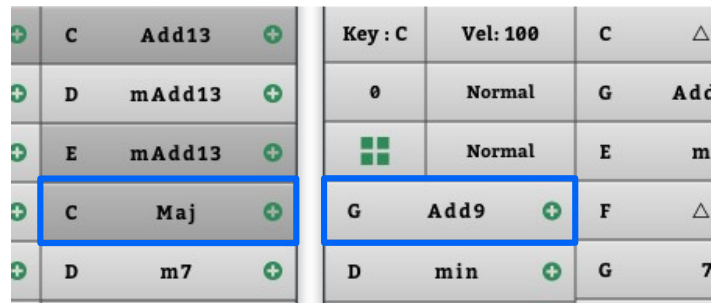 C Add13
D mAdd13
E mAdd13
C Maj
D m7
Key : C Vel: 100 C △
0 Normal G
Normal E
G Add9 F △
D min G 7